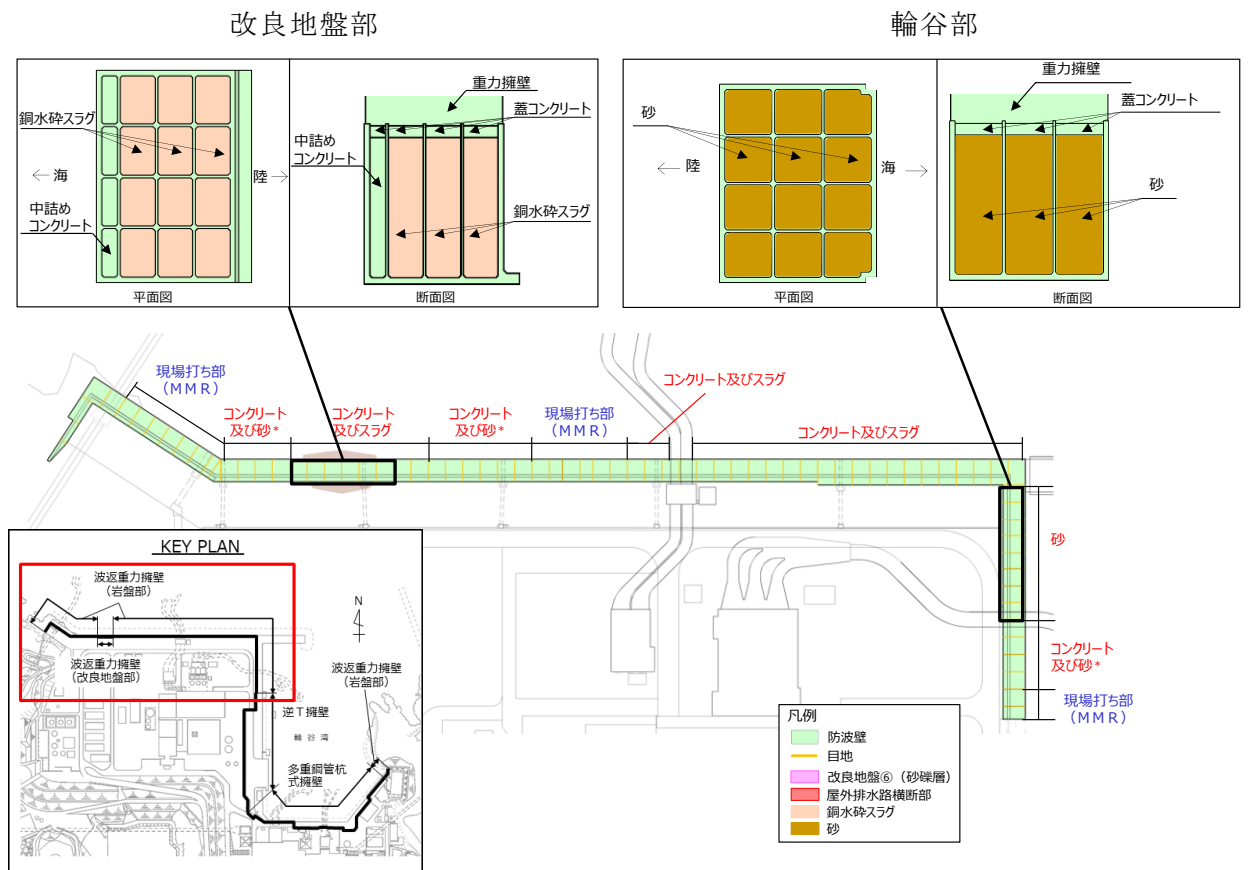 改良地盤部
輪谷部
銅水砕スラグ
← 海
中詰め
コンクリート
陸 →
平面図
重力擁壁
蓋コンクリート
中詰め
コンクリート
銅水砕スラグ
断面図
砂
← 陸
海 →
平面図
重力擁壁
蓋コンクリート
砂
断面図
現場打ち部
(MMR)
コンクリート
及び砂*
コンクリート
及びスラグ
コンクリート
及び砂*
現場打ち部
(MMR)
コンクリート及びスラグ
コンクリート及びスラグ
砂
コンクリート
及び砂*
現場打ち部
(MMR)
KEY PLAN
波返重力擁壁
(岩盤部)
N
波返重力擁壁
(改良地盤部)
波返重力擁壁
(岩盤部)
逆T擁壁
輪谷湾
多重鋼管杭
式擁壁
凡例
防波壁
目地
改良地盤⑥(砂礫層)
屋外排水路横断部
銅水砕スラグ
砂